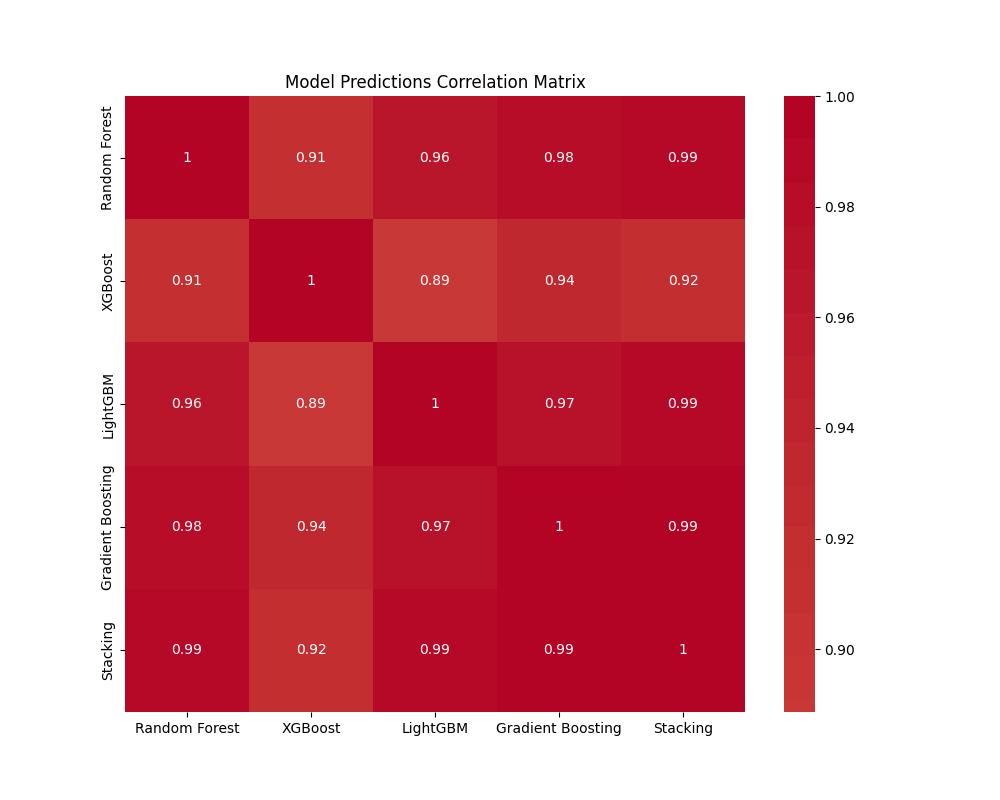 Model Predictions Correlation Matrix
Random Forest 1 0.91 0.96 0.98 0.99
XGBoost 0.91 1 0.89 0.94 0.92
LightGBM 0.96 0.89 1 0.97 0.99
Gradient Boosting 0.98 0.94 0.97 1 0.99
Stacking 0.99 0.92 0.99 0.99 1
Random Forest XGBoost LightGBM Gradient Boosting Stacking
1.00
0.98
0.96
0.94
0.92
0.90